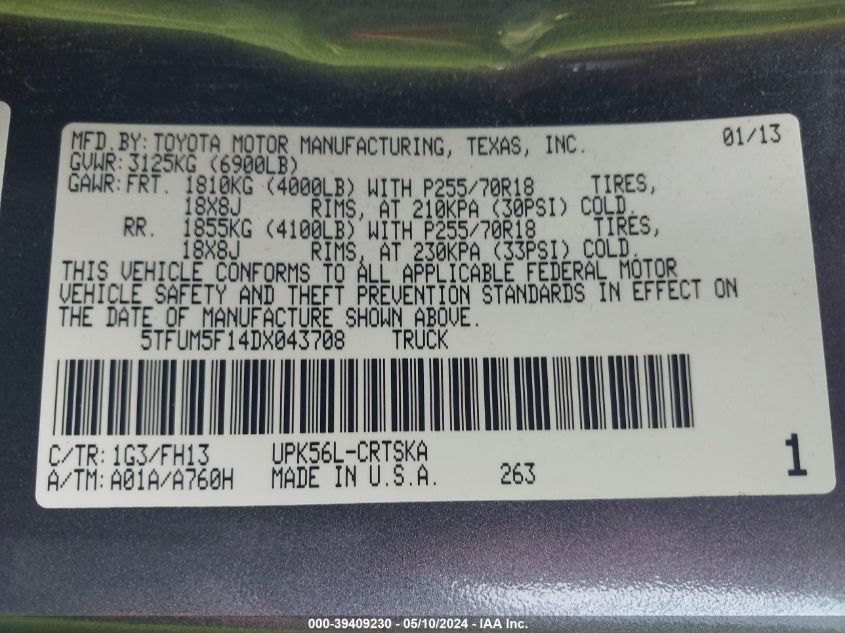 MFD. BY: TOYOTA MOTOR MANUFACTURING, TEXAS, INC. 01/13
GVWR: 3125KG (6900LB)
GAWR: FRT. 1810KG (4000LB) WITH P255/70R18 TIRES,
18X8J RIMS, AT 210KPA (30PSI) COLD.
RR. 1855KG (4100LB) WITH P255/70R18 TIRES,
18X8J RIMS, AT 230KPA (33PSI) COLD.
THIS VEHICLE CONFORMS TO ALL APPLICABLE FEDERAL MOTOR
VEHICLE SAFETY AND THEFT PREVENTION STANDARDS IN EFFECT ON
THE DATE OF MANUFACTURE SHOWN ABOVE.
5TFUM5F14DX043708 TRUCK
C/TR: 1G3/FH13 UPK56L-CRTSKA
A/TM: A01A/A760H MADE IN U.S.A. 263 1
000-39409230 - 05/10/2024 - IAA Inc.